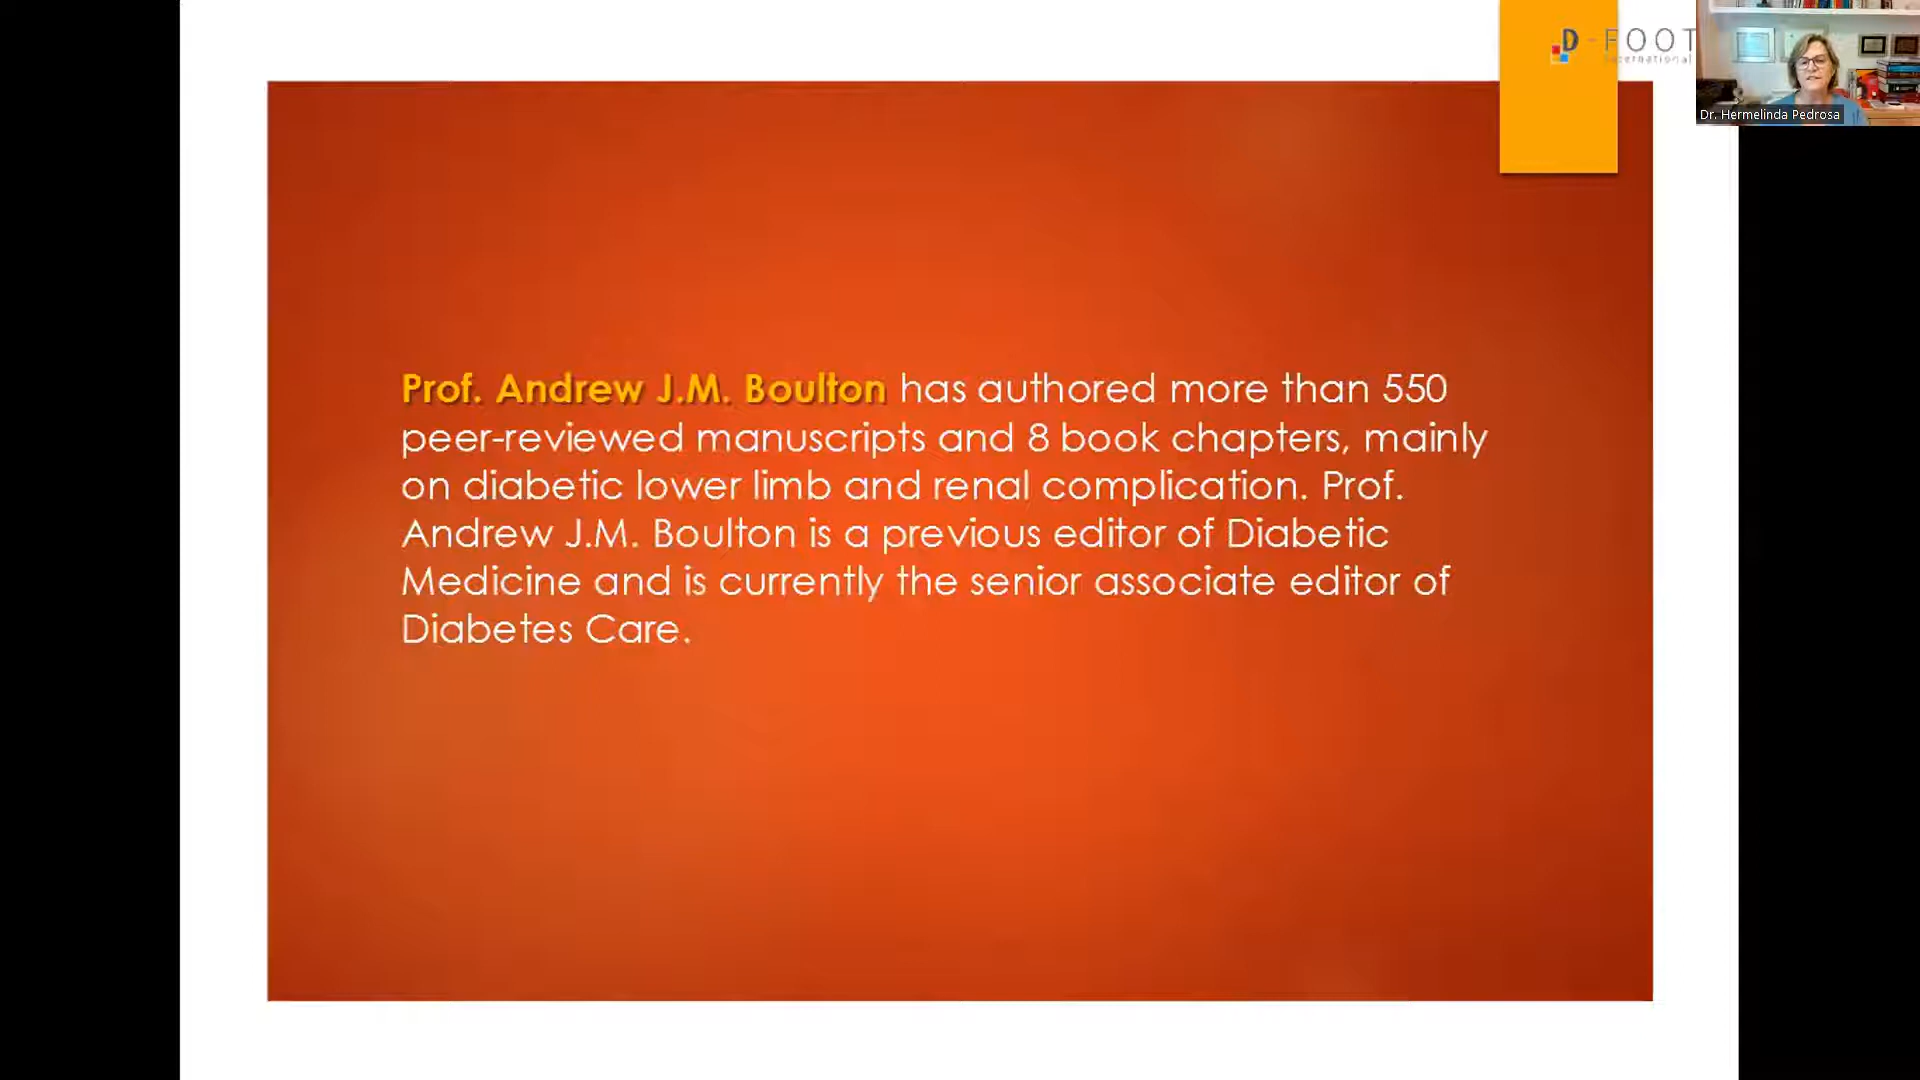 D-FOOT
International
Dr. Hermelinda Pedrosa
Prof. Andrew J.M. Boulton has authored more than 550
peer-reviewed manuscripts and 8 book chapters, mainly
on diabetic lower limb and renal complication. Prof.
Andrew J.M. Boulton is a previous editor of Diabetic
Medicine and is currently the senior associate editor of
Diabetes Care.